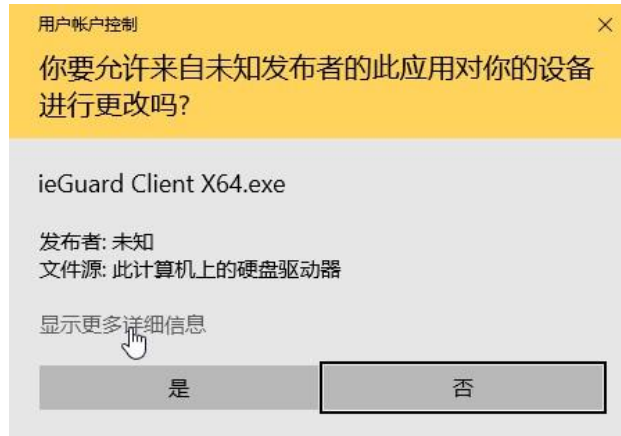 用户帐户控制
你要允许来自未知发布者的此应用对你的设备
进行更改吗?
ieGuard Client X64.exe
发布者: 未知
文件源: 此计算机上的硬盘驱动器
显示更多详细信息
是
否